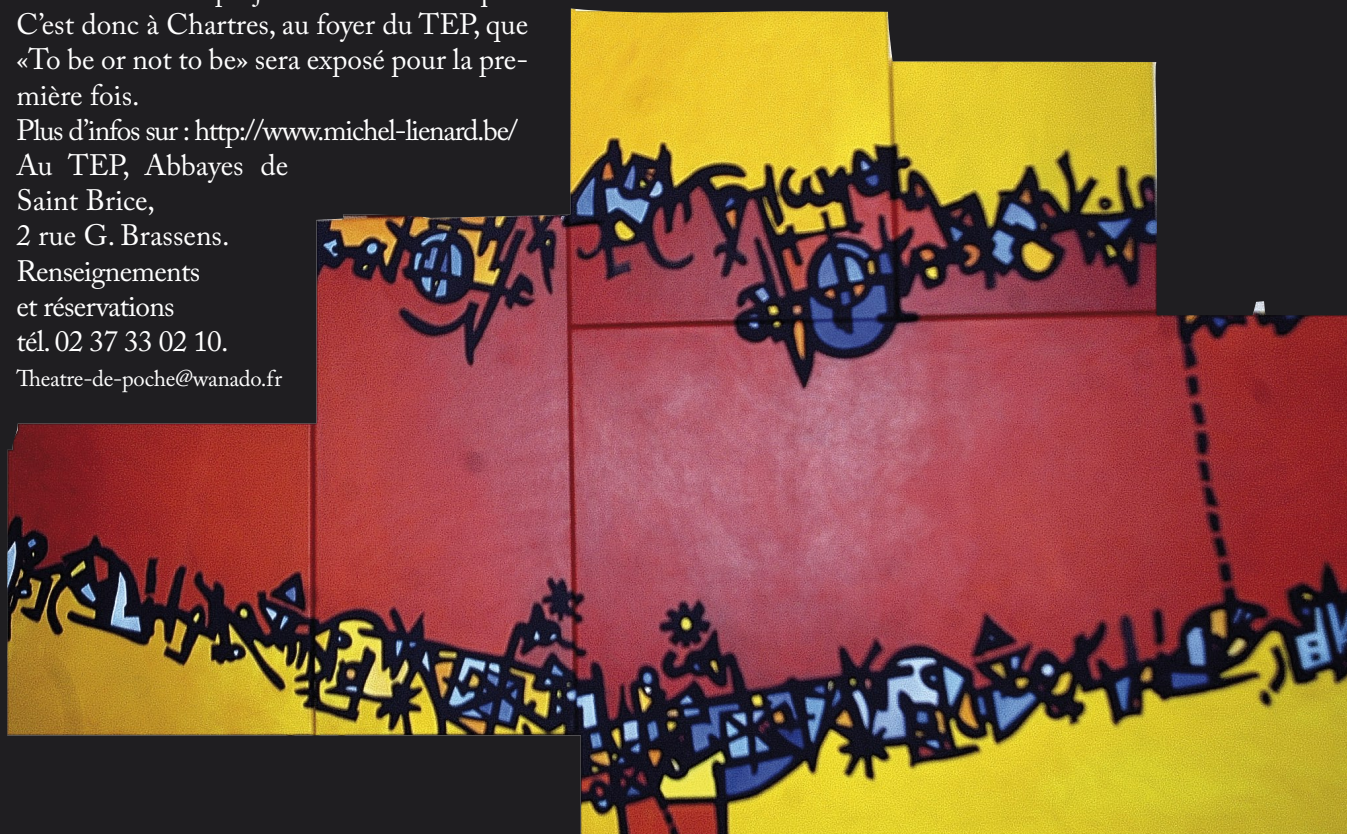 C'est donc à Chartres, au foyer du TEP, que
«To be or not to be» sera exposé pour la pre-
mière fois.
Plus d'infos sur : http://www.michel-lienard.be/
Au TEP, Abbayes de
Saint Brice,
2 rue G. Brassens.
Renseignements
et réservations
tél. 02 37 33 02 10.
Theatre-de-poche@wanado.fr